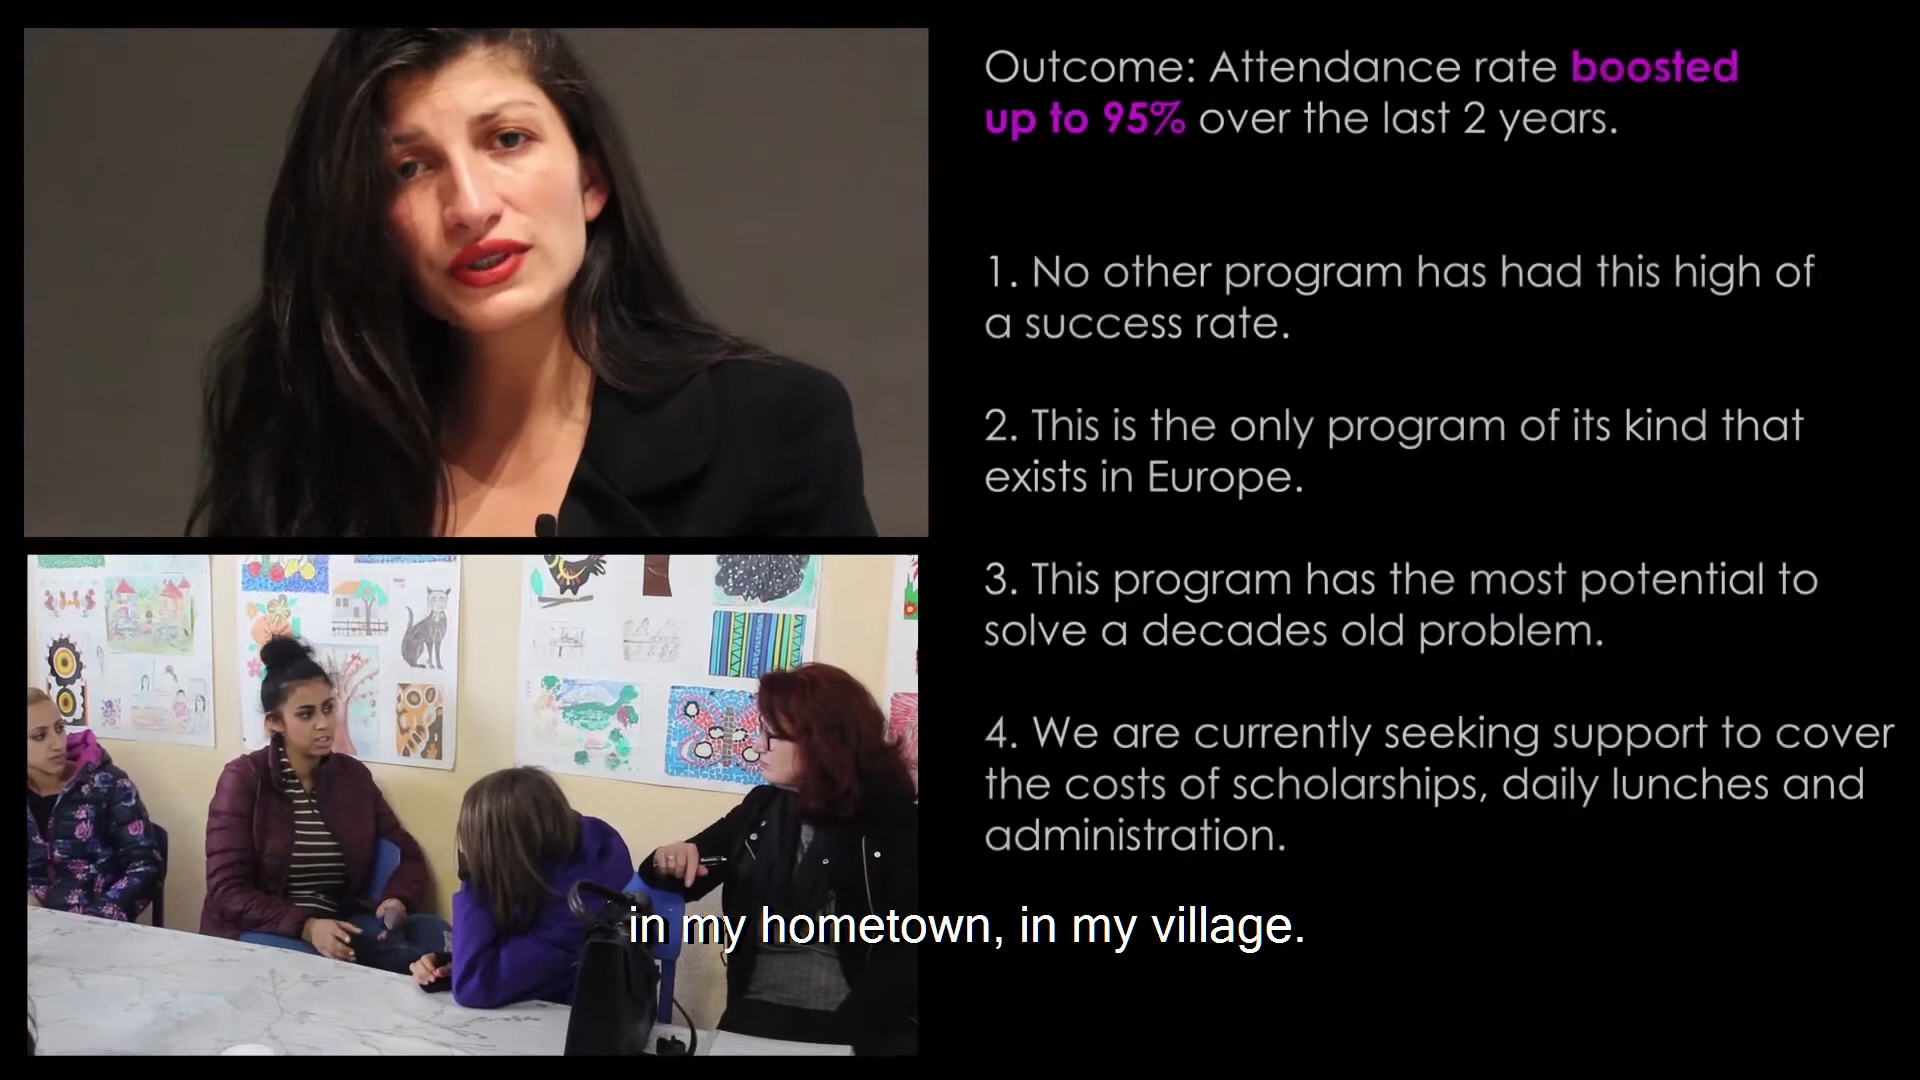 Outcome: Attendance rate boosted
up to 95% over the last 2 years.
1. No other program has had this high of
a success rate.
2. This is the only program of its kind that
exists in Europe.
3. This program has the most potential to
solve a decades old problem.
4. We are currently seeking support to cover
the costs of scholarships, daily lunches and
administration.
in my hometown, in my village.